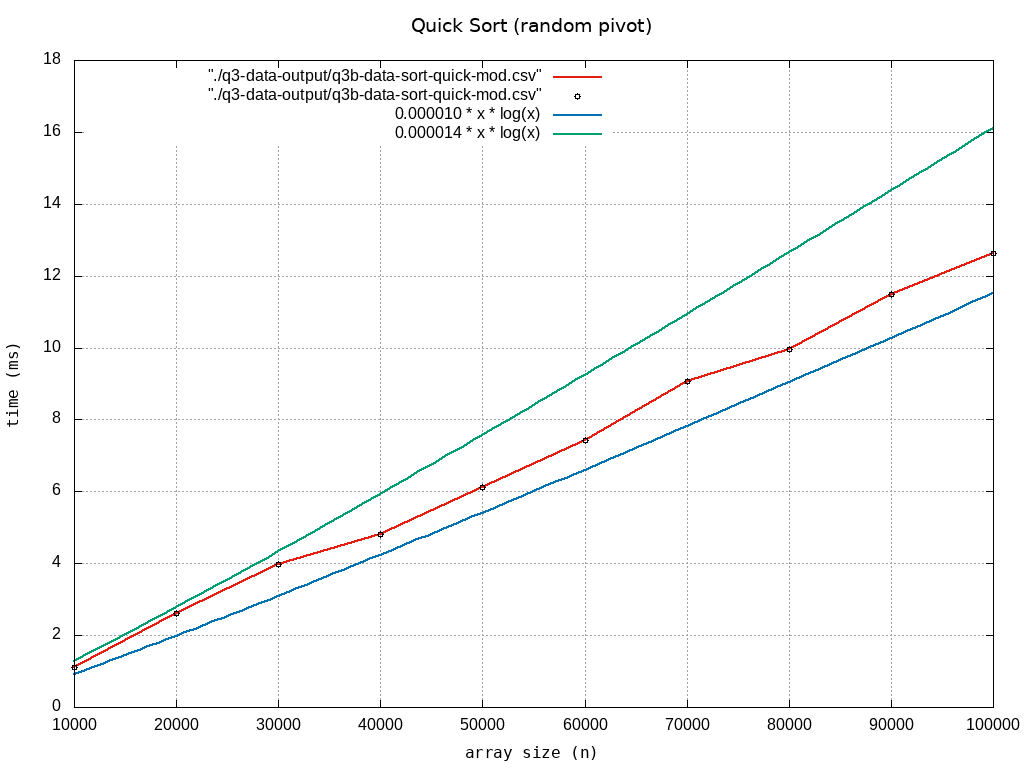 Quick Sort (random pivot)
"./q3-data-output/q3b-data-sort-quick-mod.csv"
"./q3-data-output/q3b-data-sort-quick-mod.csv"
0.000010 * x * log(x)
0.000014 * x * log(x)
18
16
14
12
10
8
6
4
2
0
time (ms)
10000 20000 30000 40000 50000 60000 70000 80000 90000 100000
array size (n)